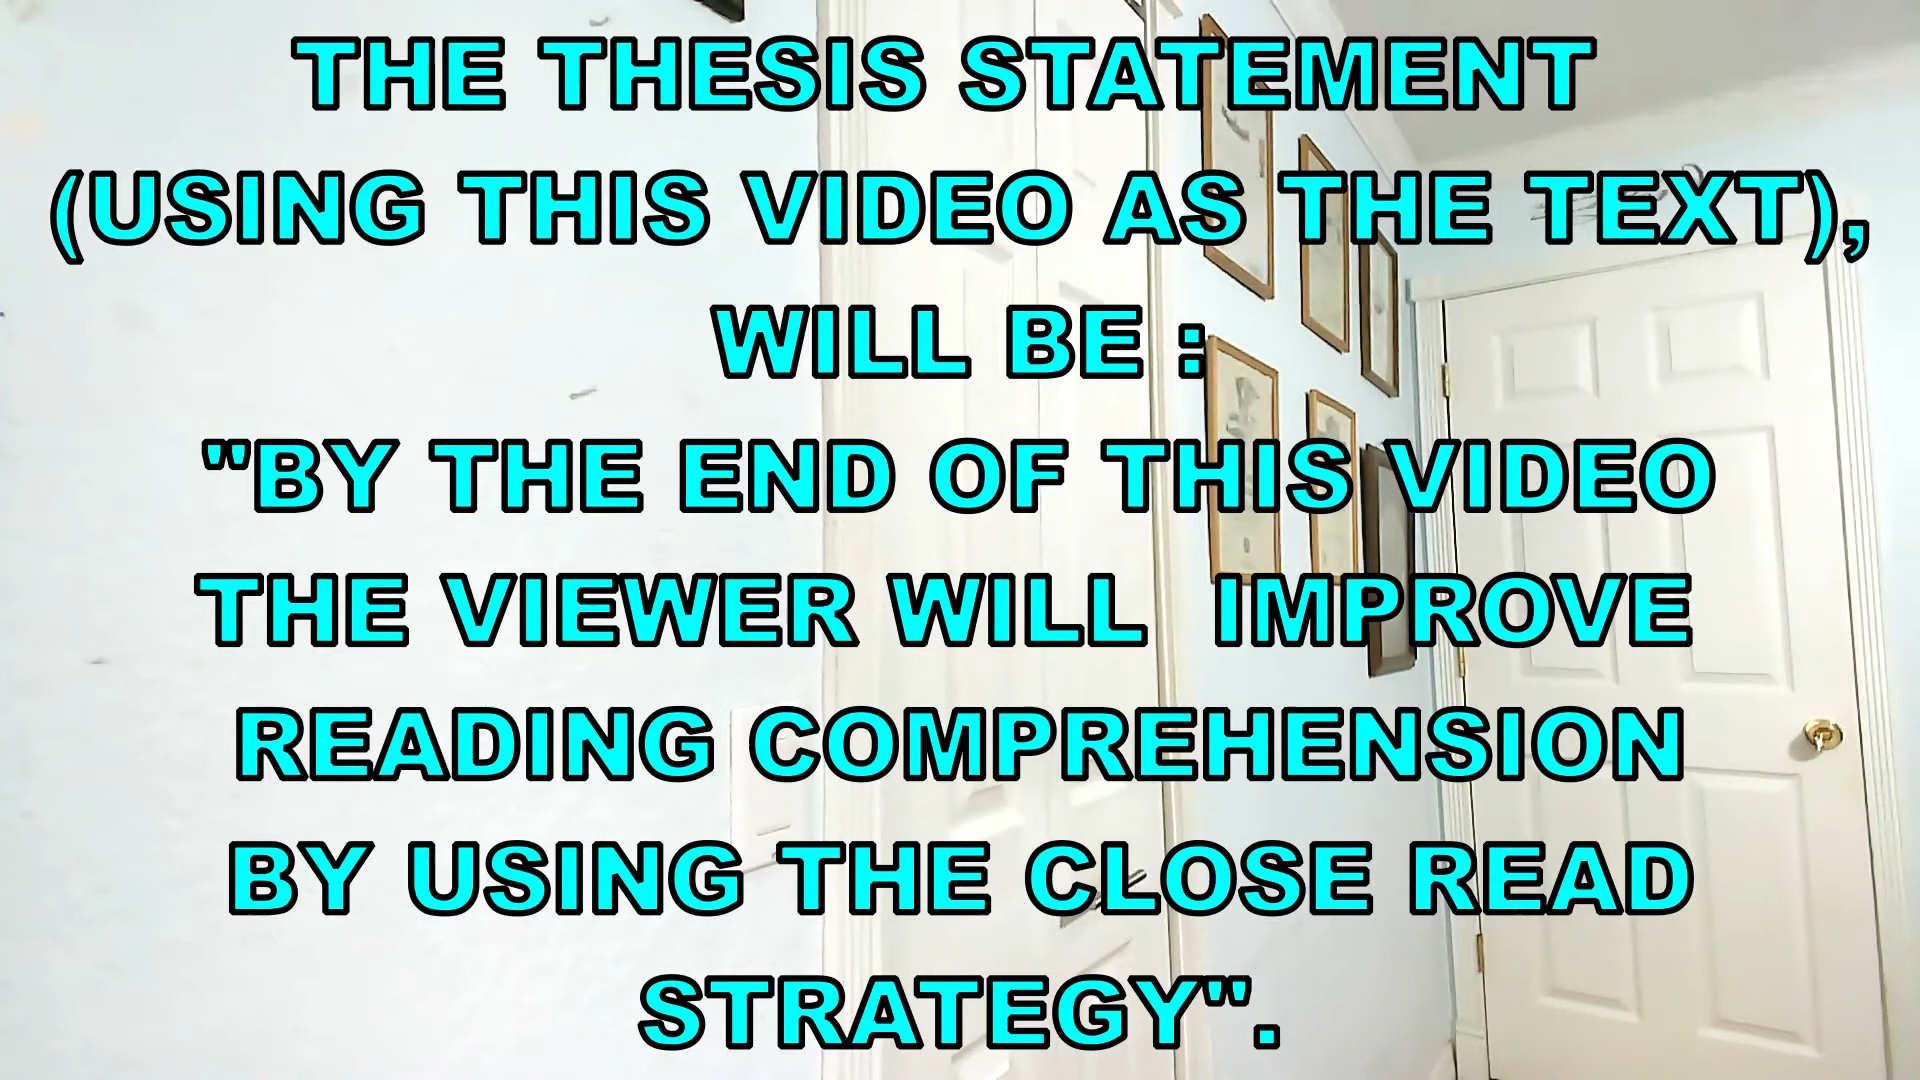 THE THESIS STATEMENT
(USING THIS VIDEO AS THE TEXT),
WILL BE :
"BY THE END OF THIS VIDEO
THE VIEWER WILL  IMPROVE
READING COMPREHENSION
BY USING THE CLOSE READ
STRATEGY".